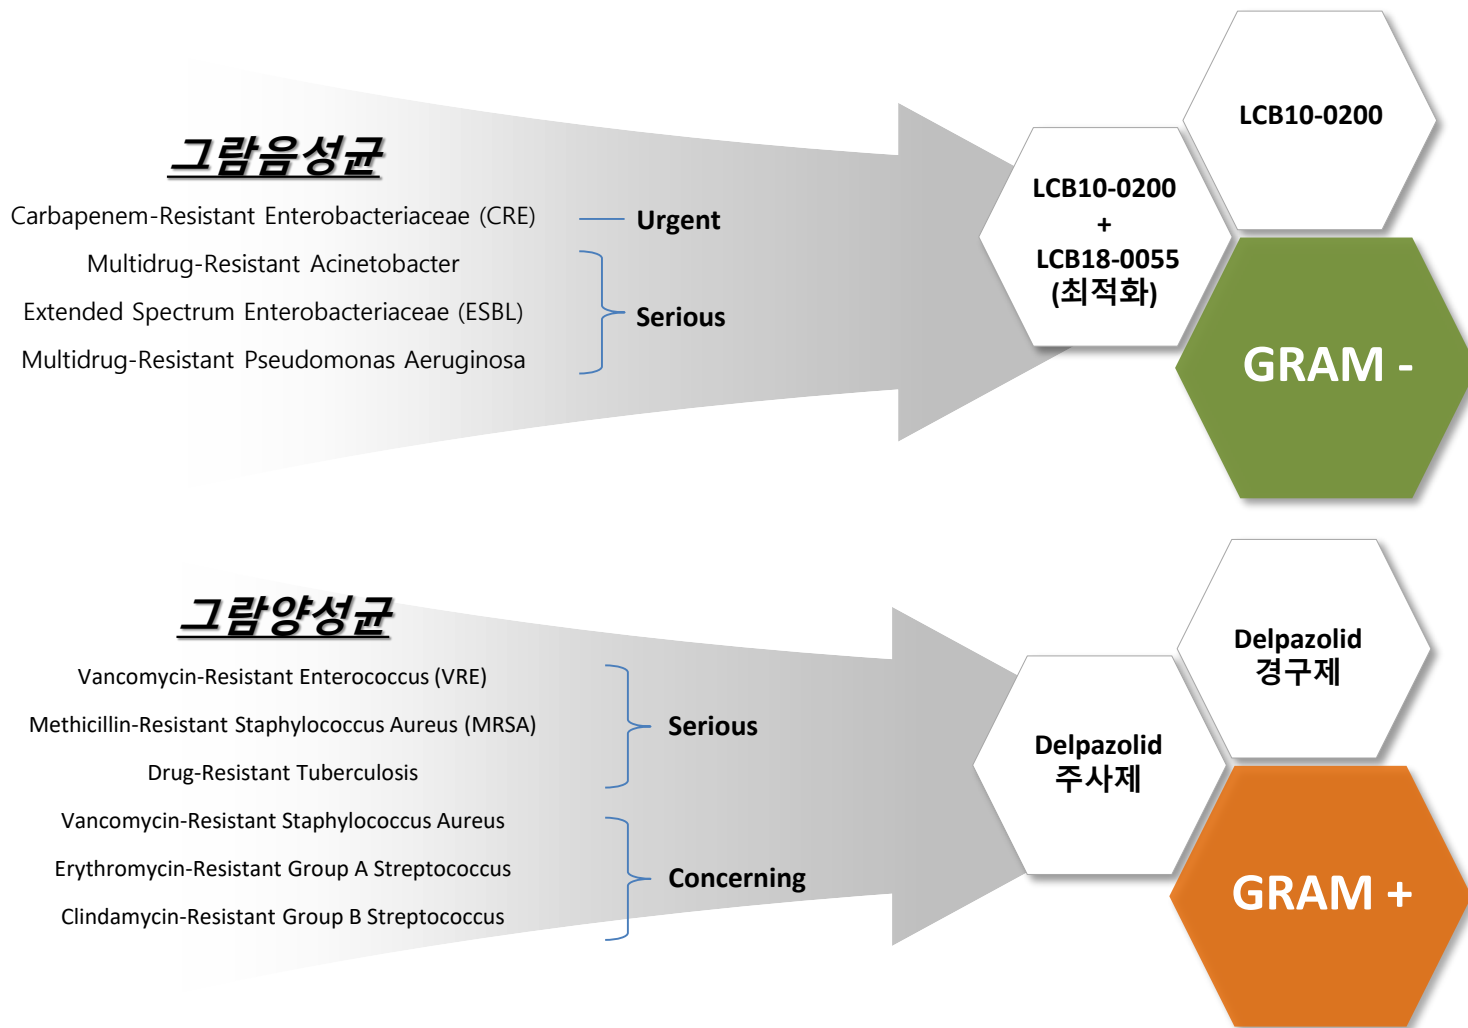 그람음성균
Carbapenem-Resistant Enterobacteriaceae (CRE)
Urgent
Multidrug-Resistant Acinetobacter
Extended Spectrum Enterobacteriaceae (ESBL)
Multidrug-Resistant Pseudomonas Aeruginosa
Serious
LCB10-0200
+
LCB18-0055
(최적화)
LCB10-0200
GRAM -
그람양성균
Vancomycin-Resistant Enterococcus (VRE)
Methicillin-Resistant Staphylococcus Aureus (MRSA)
Drug-Resistant Tuberculosis
Serious
Vancomycin-Resistant Staphylococcus Aureus
Erythromycin-Resistant Group A Streptococcus
Clindamycin-Resistant Group B Streptococcus
Concerning
Delpazolid
주사제
Delpazolid
경구제
GRAM +